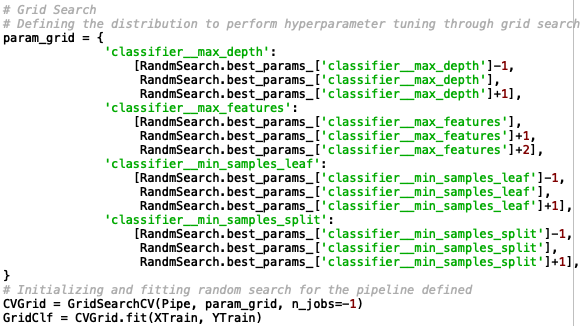 # Grid Search
# Defining the distribution to perform hyperparameter tuning through grid search
param_grid = {
'classifier__max_depth':
[RandmSearch.best_params_['classifier__max_depth']-1,
RandmSearch.best_params_['classifier__max_depth'],
RandmSearch.best_params_['classifier__max_depth']+1],
'classifier__max_features':
[RandmSearch.best_params_['classifier__max_features'],
RandmSearch.best_params_['classifier__max_features']+1,
RandmSearch.best_params_['classifier__max_features']+2],
'classifier__min_samples_leaf':
[RandmSearch.best_params_['classifier__min_samples_leaf']-1,
RandmSearch.best_params_['classifier__min_samples_leaf'],
RandmSearch.best_params_['classifier__min_samples_leaf']+1],
'classifier__min_samples_split':
[RandmSearch.best_params_['classifier__min_samples_split']-1,
RandmSearch.best_params_['classifier__min_samples_split'],
RandmSearch.best_params_['classifier__min_samples_split']+1],
}
# Initializing and fitting random search for the pipeline defined
CVGrid = GridSearchCV(Pipe, param_grid, n_jobs=-1)
GridClf = CVGrid.fit(XTrain, YTrain)